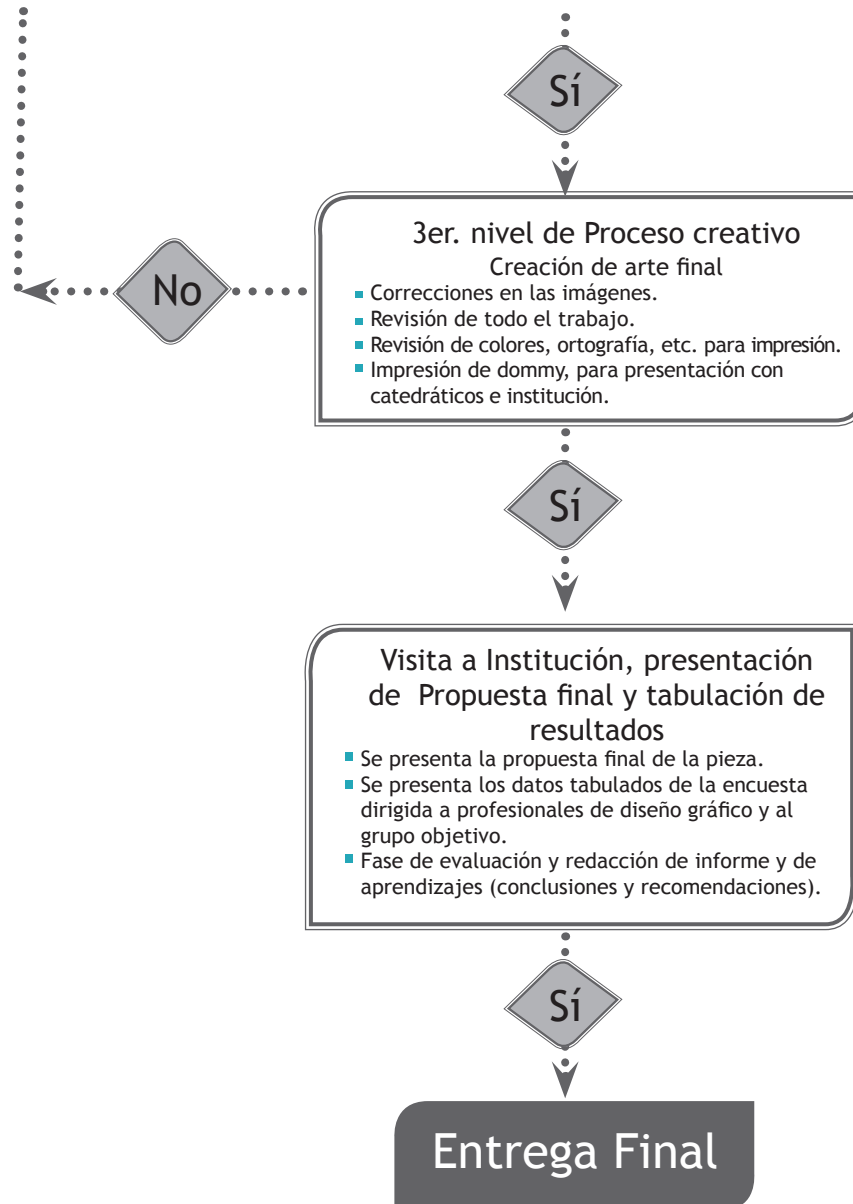 Sí
3er. nivel de Proceso creativo
Creación de arte final
No
Correcciones en las imágenes.
Revisión de todo el trabajo.
Revisión de colores, ortografía, etc. para impresión.
Impresión de dommy, para presentación con
catedráticos e institución.
Sí
Visita a Institución, presentación
de Propuesta final y tabulación de
resultados
Se presenta la propuesta final de la pieza.
Se presenta los datos tabulados de la encuesta
dirigida a profesionales de diseño gráfico y al
grupo objetivo.
Fase de evaluación y redacción de informe y de
aprendizajes (conclusiones y recomendaciones).
Sí
Entrega Final